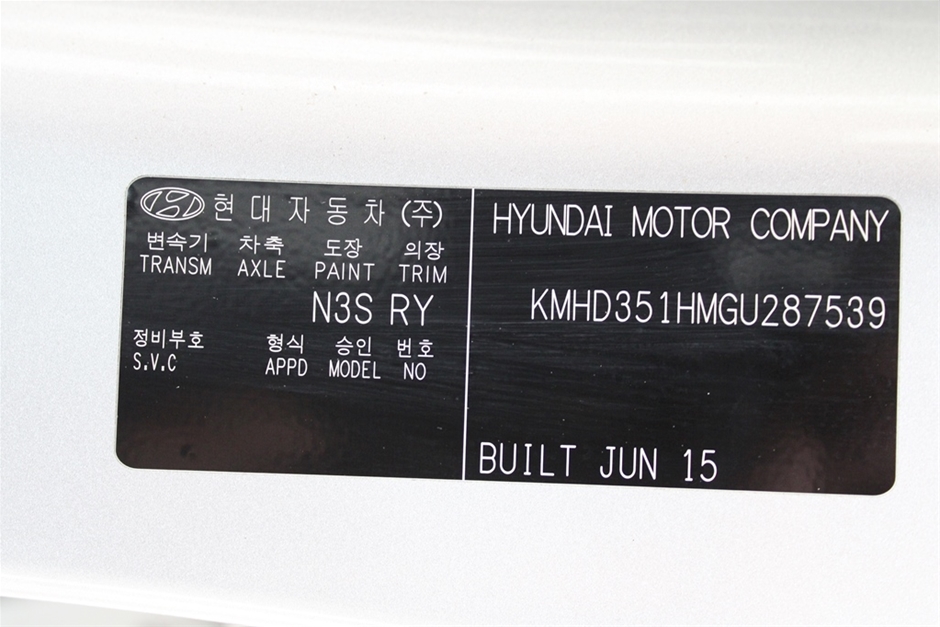 현대자동차(주)
변속기 차축 도장 의장
TRANSM AXLE PAINT TRIM
N3S RY
정비부호 형식 승인 번호
S.V.C APPD MODEL NO
HYUNDAI MOTOR COMPANY
KMHD351HMGU287539
BUILT JUN 15